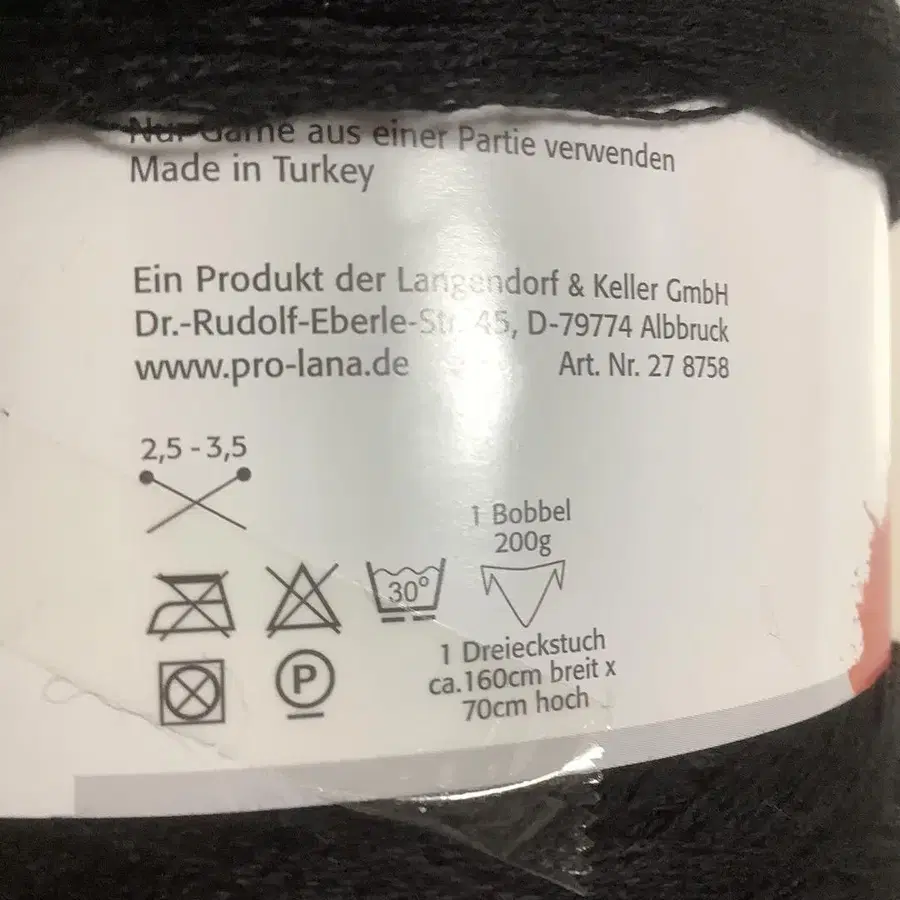 Nur Garne aus einer Partie verwenden
Made in Turkey
Ein Produkt der Langendorf & Keller GmbH
Dr.-Rudolf-Eberle-Str. 45, D-79774 Albbruck
www.pro-lana.de
Art. Nr. 27 8758
2,5 - 3,5
1 Bobbel
200g
30°
P
1 Dreieckstuch
ca.160cm breit x
70cm hoch